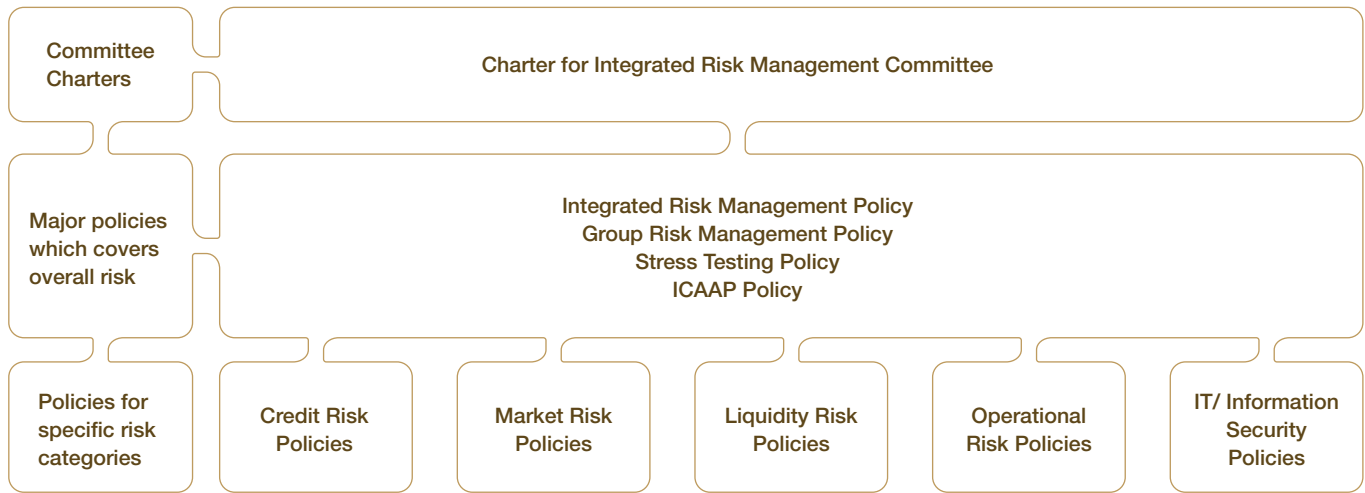 Committee
Charters
Charter for Integrated Risk Management Committee
Major policies
which covers
overall risk
Integrated Risk Management Policy
Group Risk Management Policy
Stress Testing Policy
ICAAP Policy
Policies for
specific risk
categories
Credit Risk
Policies
Market Risk
Policies
Liquidity Risk
Policies
Operational
Risk Policies
IT/ Information
Security
Policies